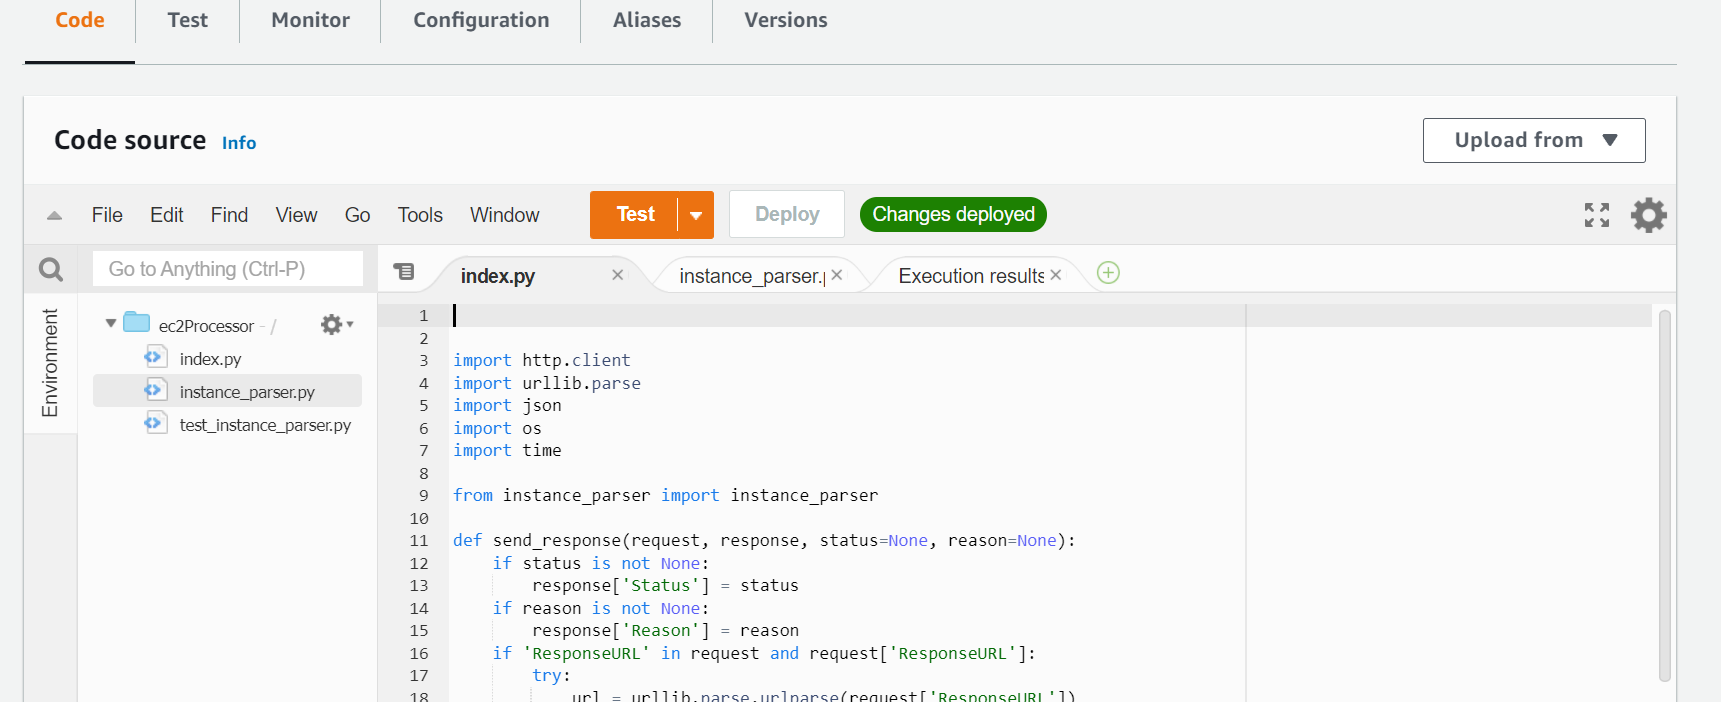 Code Test Monitor Configuration Aliases Versions
Code source Info
Upload from
File Edit Find View Go Tools Window Test Deploy Changes deployed
Go to Anything (Ctrl-P)
index.py instance_parser.p Execution results
Environment
ec2Processor - /
index.py
instance_parser.py
test_instance_parser.py
1
2
3 import http.client
4 import urllib.parse
5 import json
6 import os
7 import time
8
9 from instance_parser import instance_parser
10
11 def send_response(request, response, status=None, reason=None):
12 if status is not None:
13 response['Status'] = status
14 if reason is not None:
15 response['Reason'] = reason
16 if 'ResponseURL' in request and request['ResponseURL']:
17 try:
18 url = urllib.parse.urlparse(request['ResponseURL'])